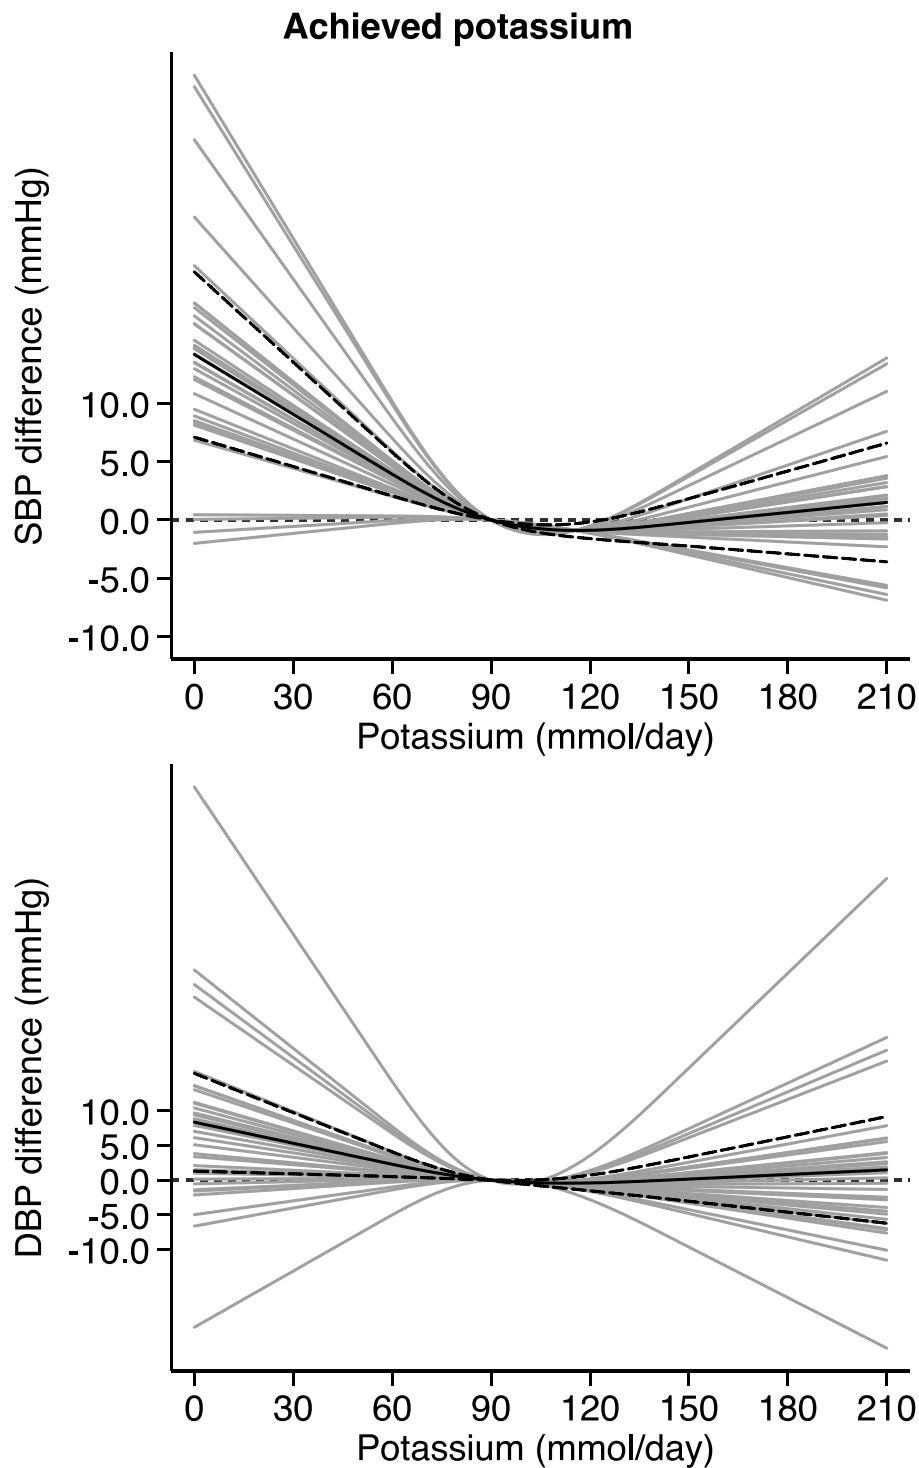 Achieved potassium
SBP difference (mmHg)
10.0
5.0
0.0
-5.0
-10.0
0 30 60 90 120 150 180 210
Potassium (mmol/day)
DBP difference (mmHg)
10.0
5.0
0.0
-5.0
-10.0
0 30 60 90 120 150 180 210
Potassium (mmol/day)